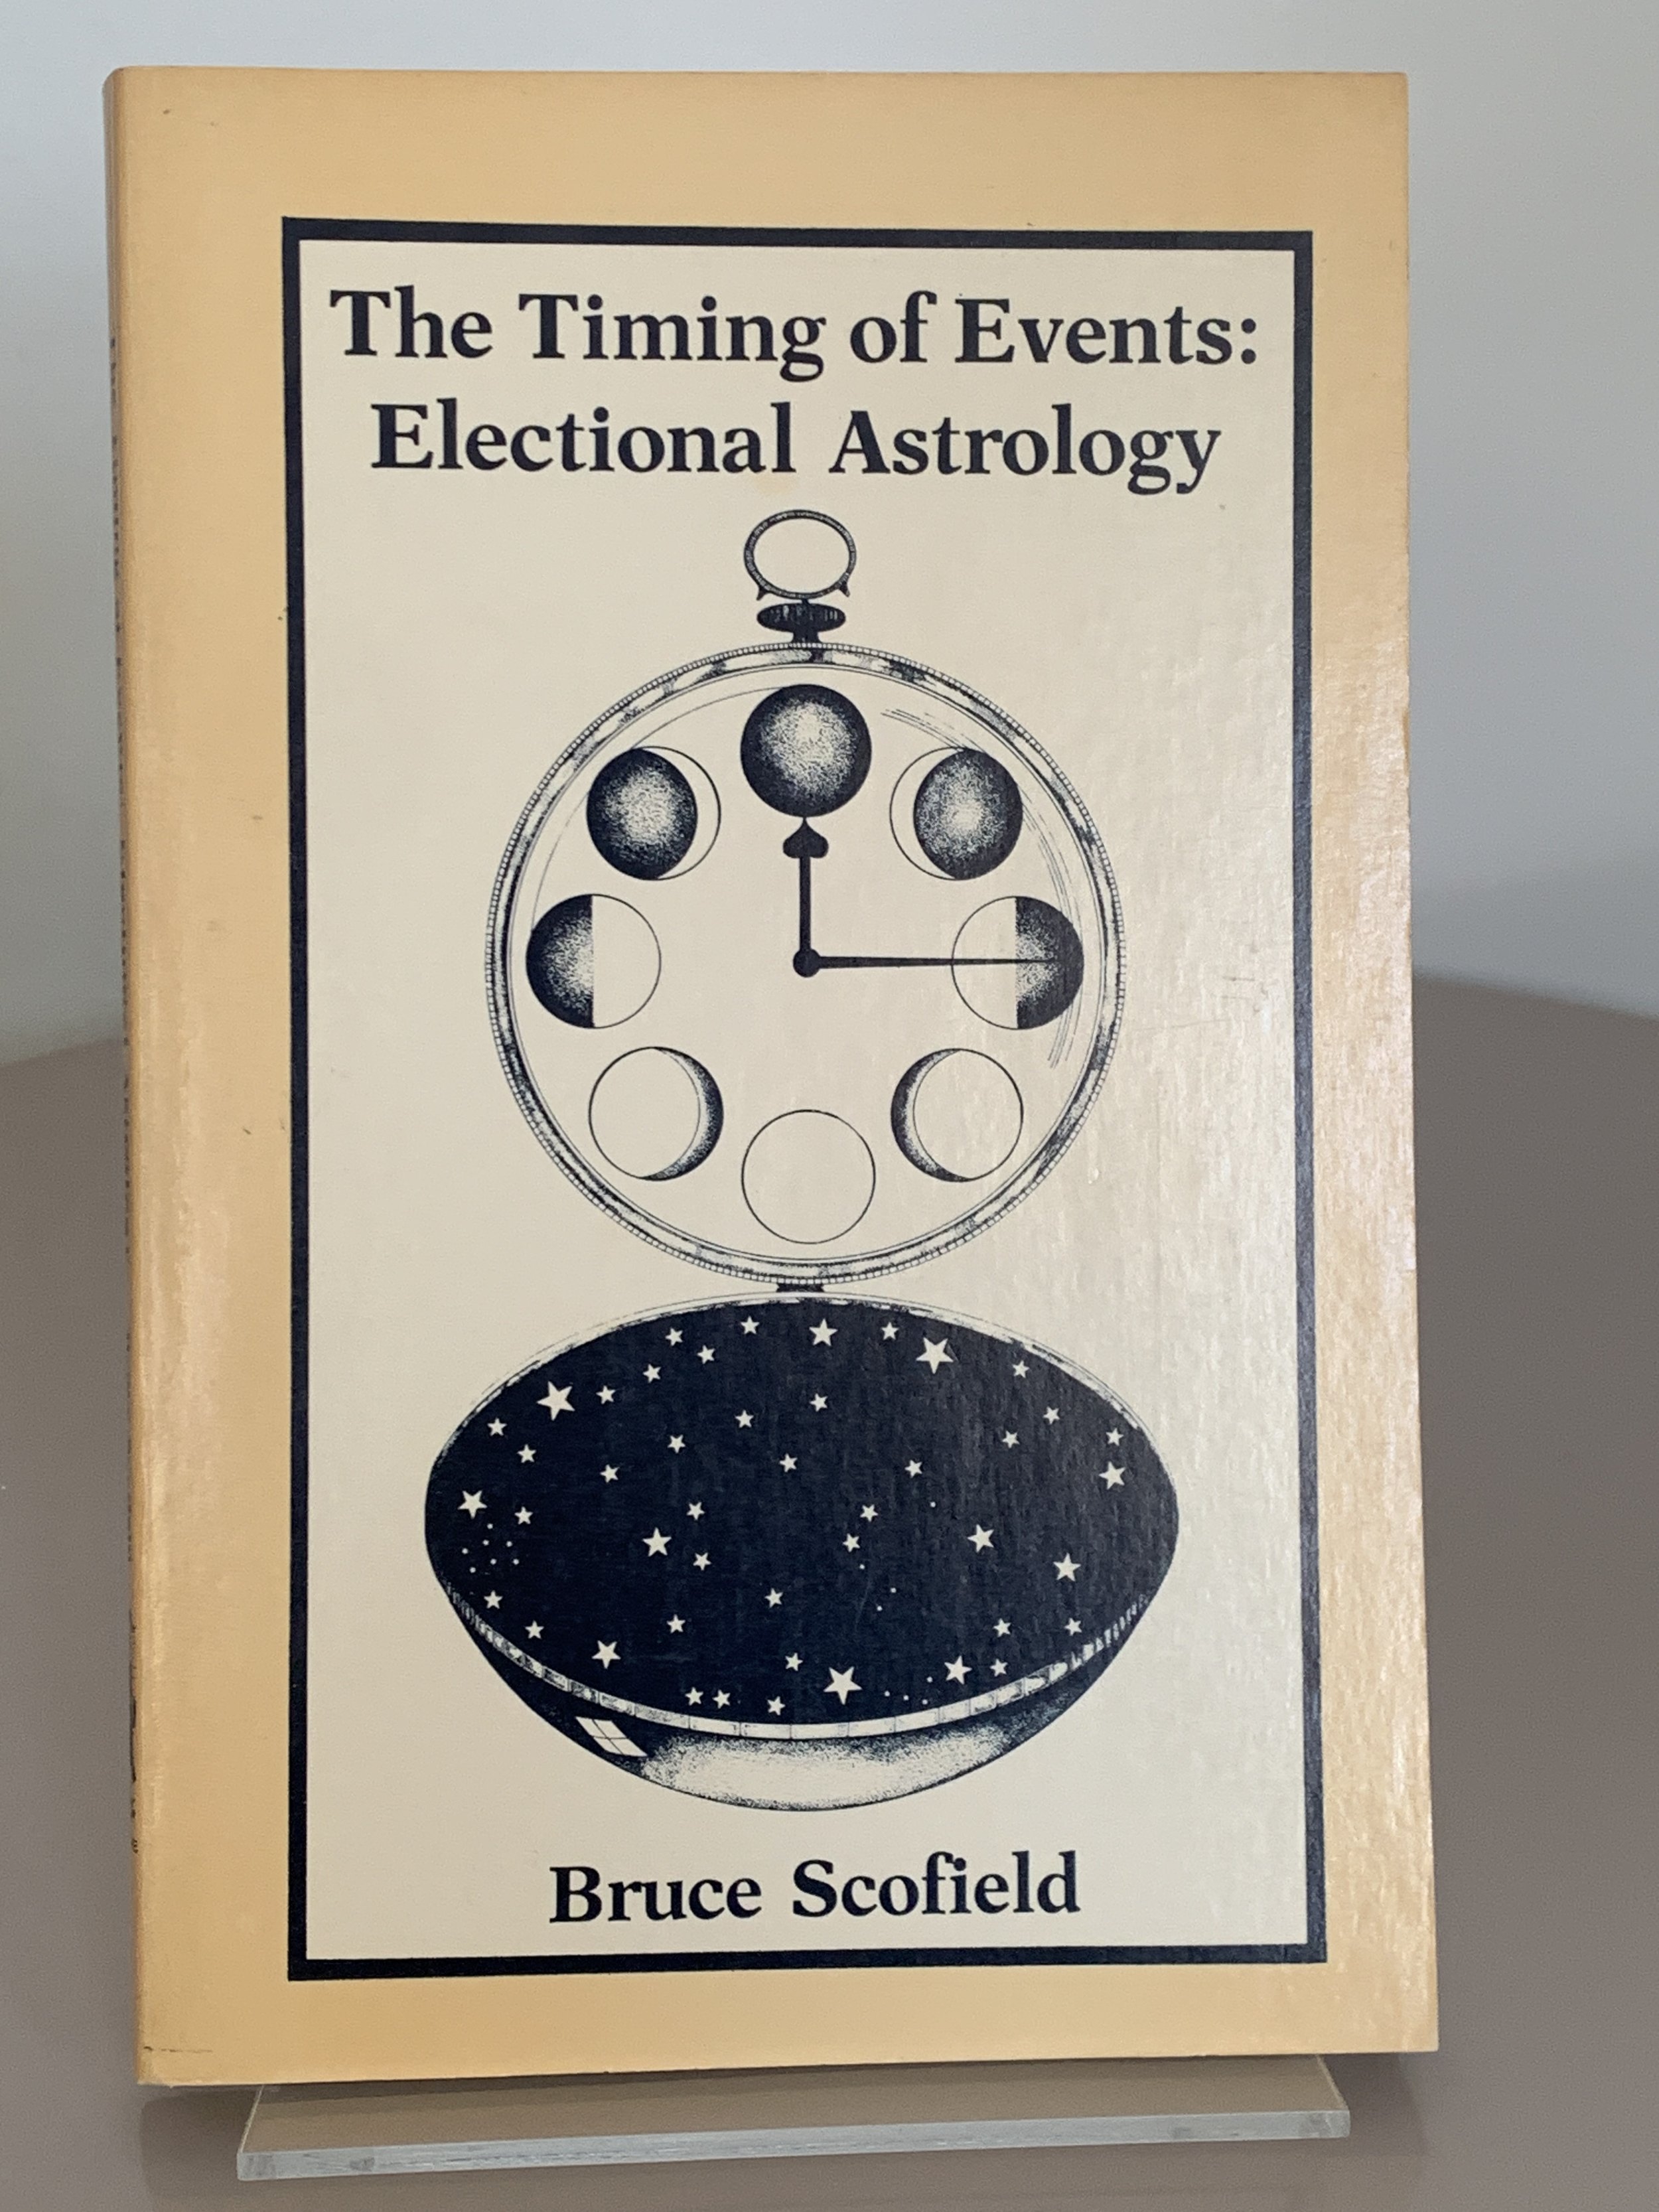 The Timing of Events:
Electional Astrology
Bruce Scofield